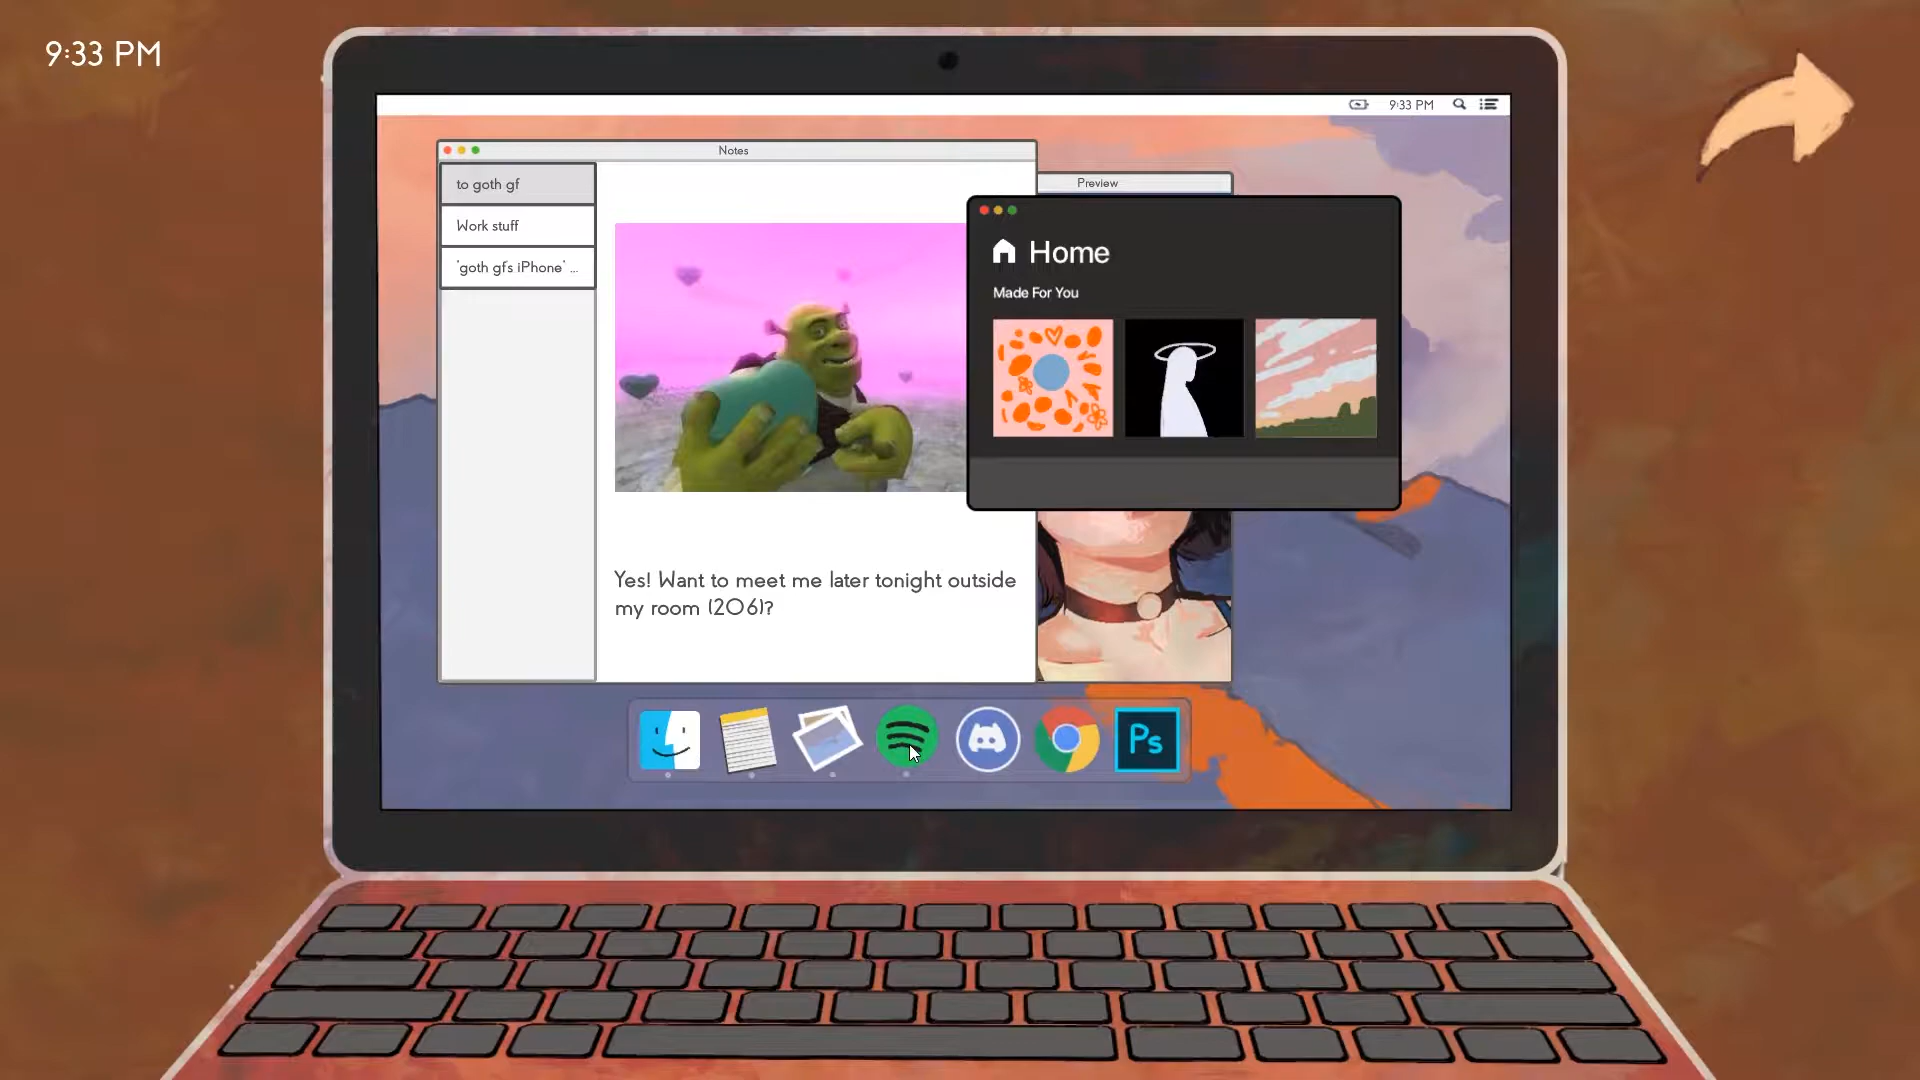 9:33 PM
9:33 PM
Notes
to goth gf
Work stuff
'goth gfs iPhone' ...
Preview
Home
Made For You
Yes! Want to meet me later tonight outside
my room (206)?
Ps